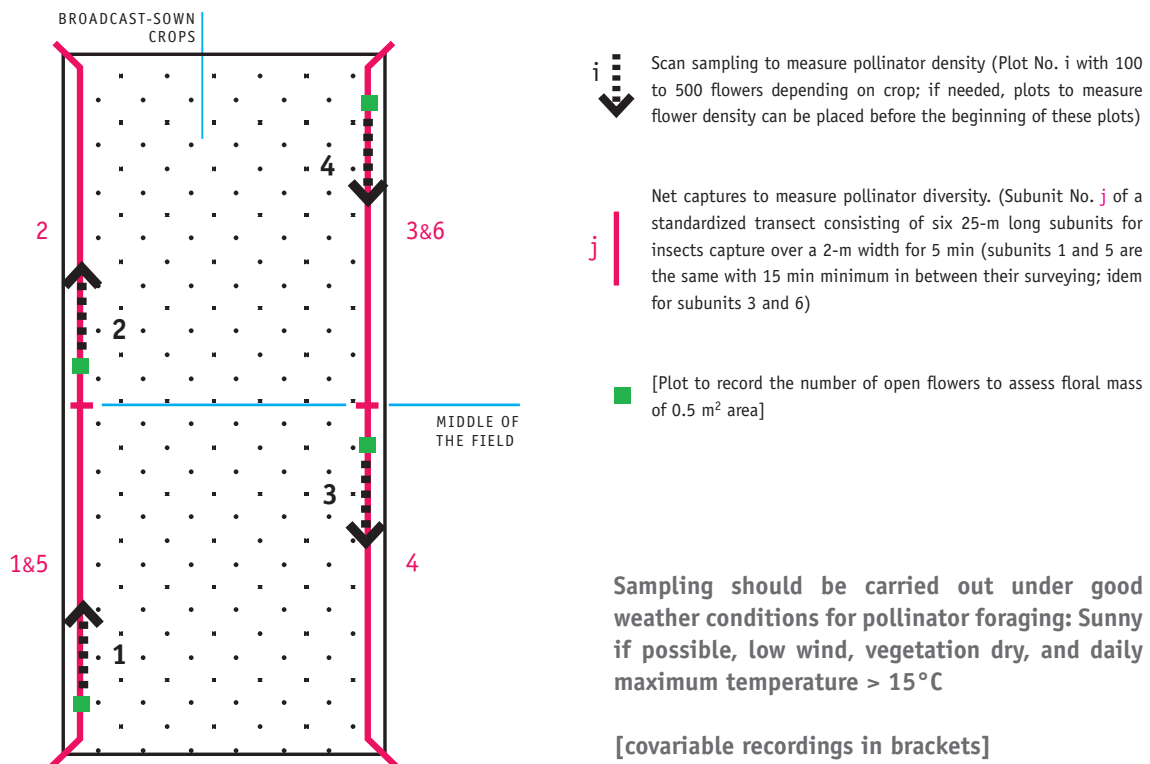 BROADCAST-SOWN
CROPS
4
2
3&6
2
MIDDLE OF
THE FIELD
3
1&5
4
1
i
Scan sampling to measure pollinator density (Plot No. i with 100
to 500 flowers depending on crop; if needed, plots to measure
flower density can be placed before the beginning of these plots)
j
Net captures to measure pollinator diversity. (Subunit No. j of a
standardized transect consisting of six 25-m long subunits for
insects capture over a 2-m width for 5 min (subunits 1 and 5 are
the same with 15 min minimum in between their surveying; idem
for subunits 3 and 6)
[Plot to record the number of open flowers to assess floral mass
of 0.5 m² area]
Sampling should be carried out under good
weather conditions for pollinator foraging: Sunny
if possible, low wind, vegetation dry, and daily
maximum temperature > 15°C
[covariable recordings in brackets]